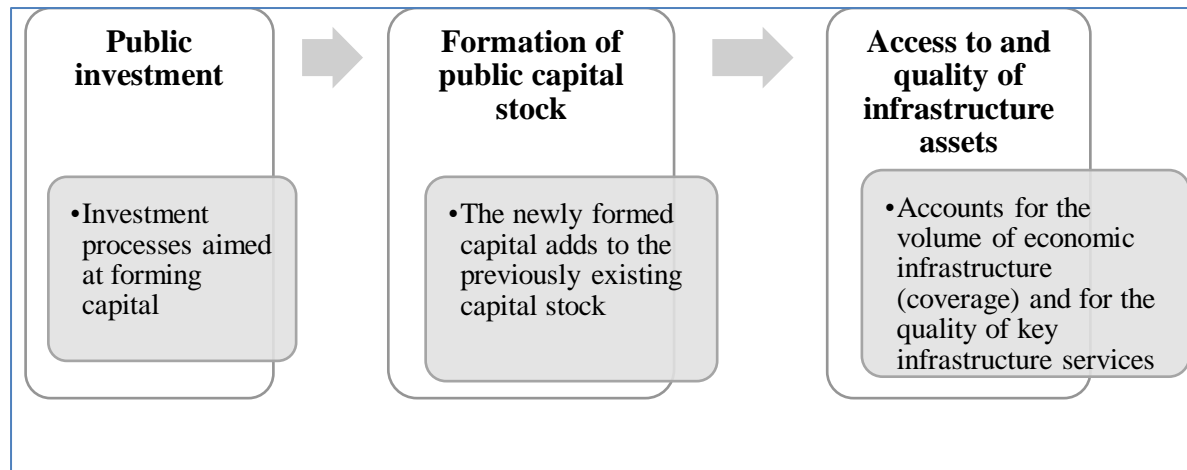 Public
investment
•Investment
processes aimed
at forming
capital
Formation of
public capital
stock
•The newly formed
capital adds to the
previously existing
capital stock
Access to and
quality of
infrastructure
assets
•Accounts for the
volume of economic
infrastructure
(coverage) and for the
quality of key
infrastructure services